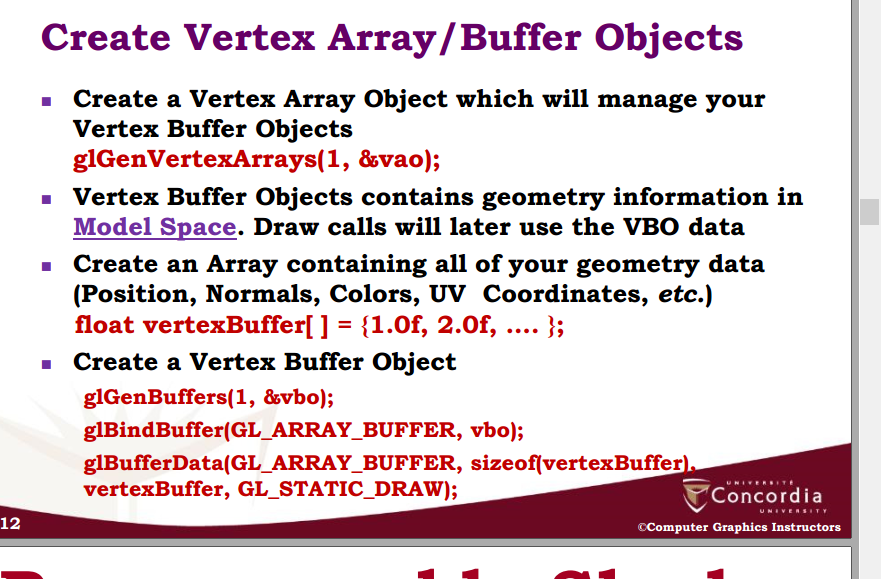 Create Vertex Array/Buffer Objects
Create a Vertex Array Object which will manage your
Vertex Buffer Objects
glGenVertexArrays(1, &vao);
Vertex Buffer Objects contains geometry information in
Model Space. Draw calls will later use the VBO data
Create an Array containing all of your geometry data
(Position, Normals, Colors, UV Coordinates, etc.)
float vertexBuffer[ ] = {1.0f, 2.0f, .... };
Create a Vertex Buffer Object
glGenBuffers(1, &vbo);
glBindBuffer(GL_ARRAY_BUFFER, vbo);
glBufferData(GL_ARRAY_BUFFER, sizeof(vertexBuffer),
vertexBuffer, GL_STATIC_DRAW);
UNIVERSITÉ
Concordia
UNIVERSITY
12
©Computer Graphics Instructors